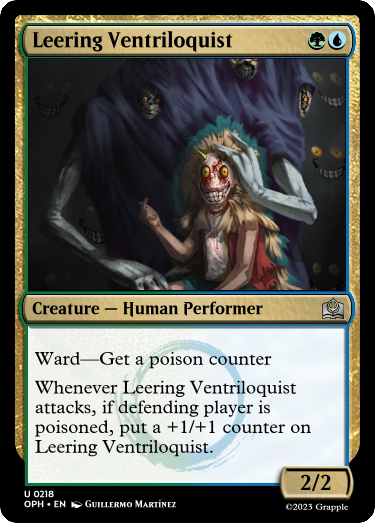 Leering Ventriloquist
Creature — Human Performer
Ward—Get a poison counter
Whenever Leering Ventriloquist
attacks, if defending player is
poisoned, put a +1/+1 counter on
Leering Ventriloquist.
2/2
U 0218
OPH • EN Guillermo Martínez
©2023 Grapple